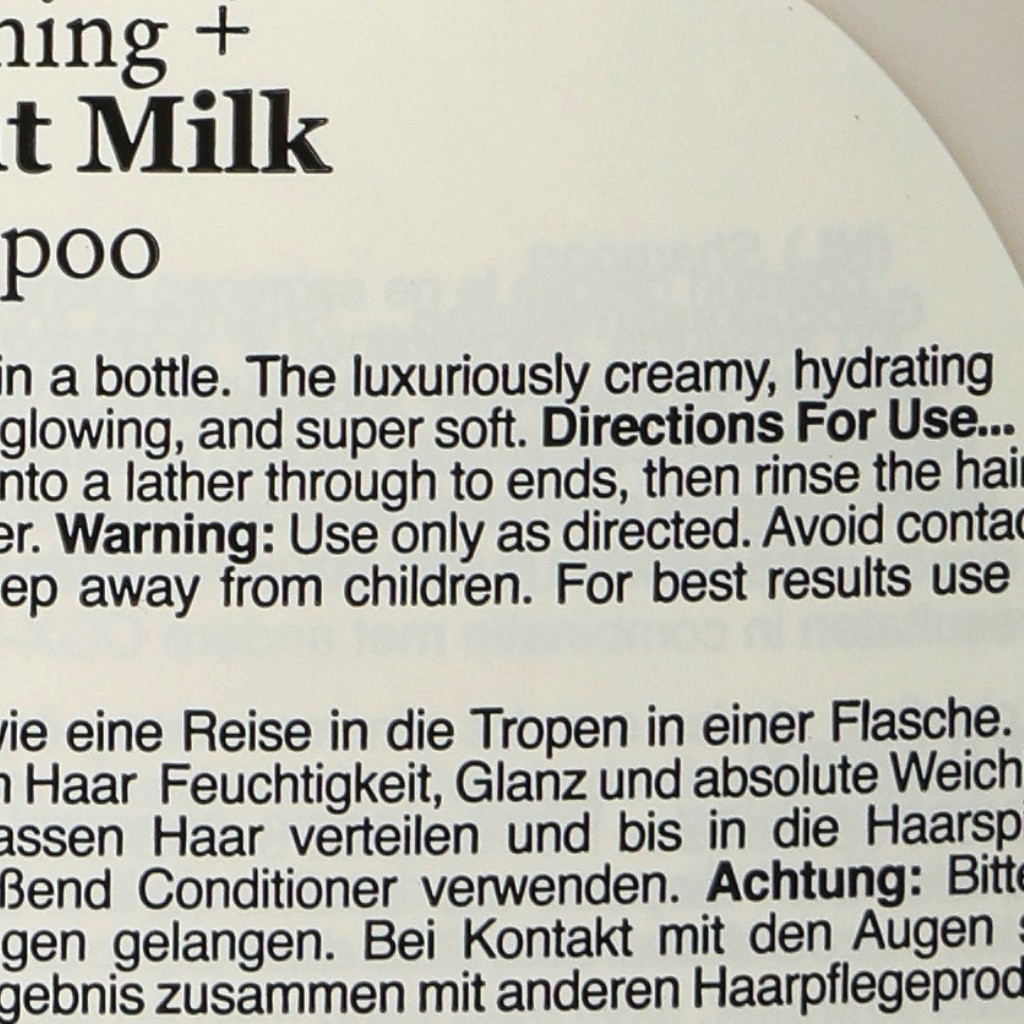 ning +
t Milk
poo
in a bottle. The luxuriously creamy, hydrating
glowing, and super soft. Directions For Use...
nto a lather through to ends, then rinse the hair
er. Warning: Use only as directed. Avoid contac
ep away from children. For best results use
wie eine Reise in die Tropen in einer Flasche.
n Haar Feuchtigkeit, Glanz und absolute Weich
assen Haar verteilen und bis in die Haarsp
ßend Conditioner verwenden. Achtung: Bitte
gen gelangen. Bei Kontakt mit den Augen s
gebnis zusammen mit anderen Haarpflegeprod